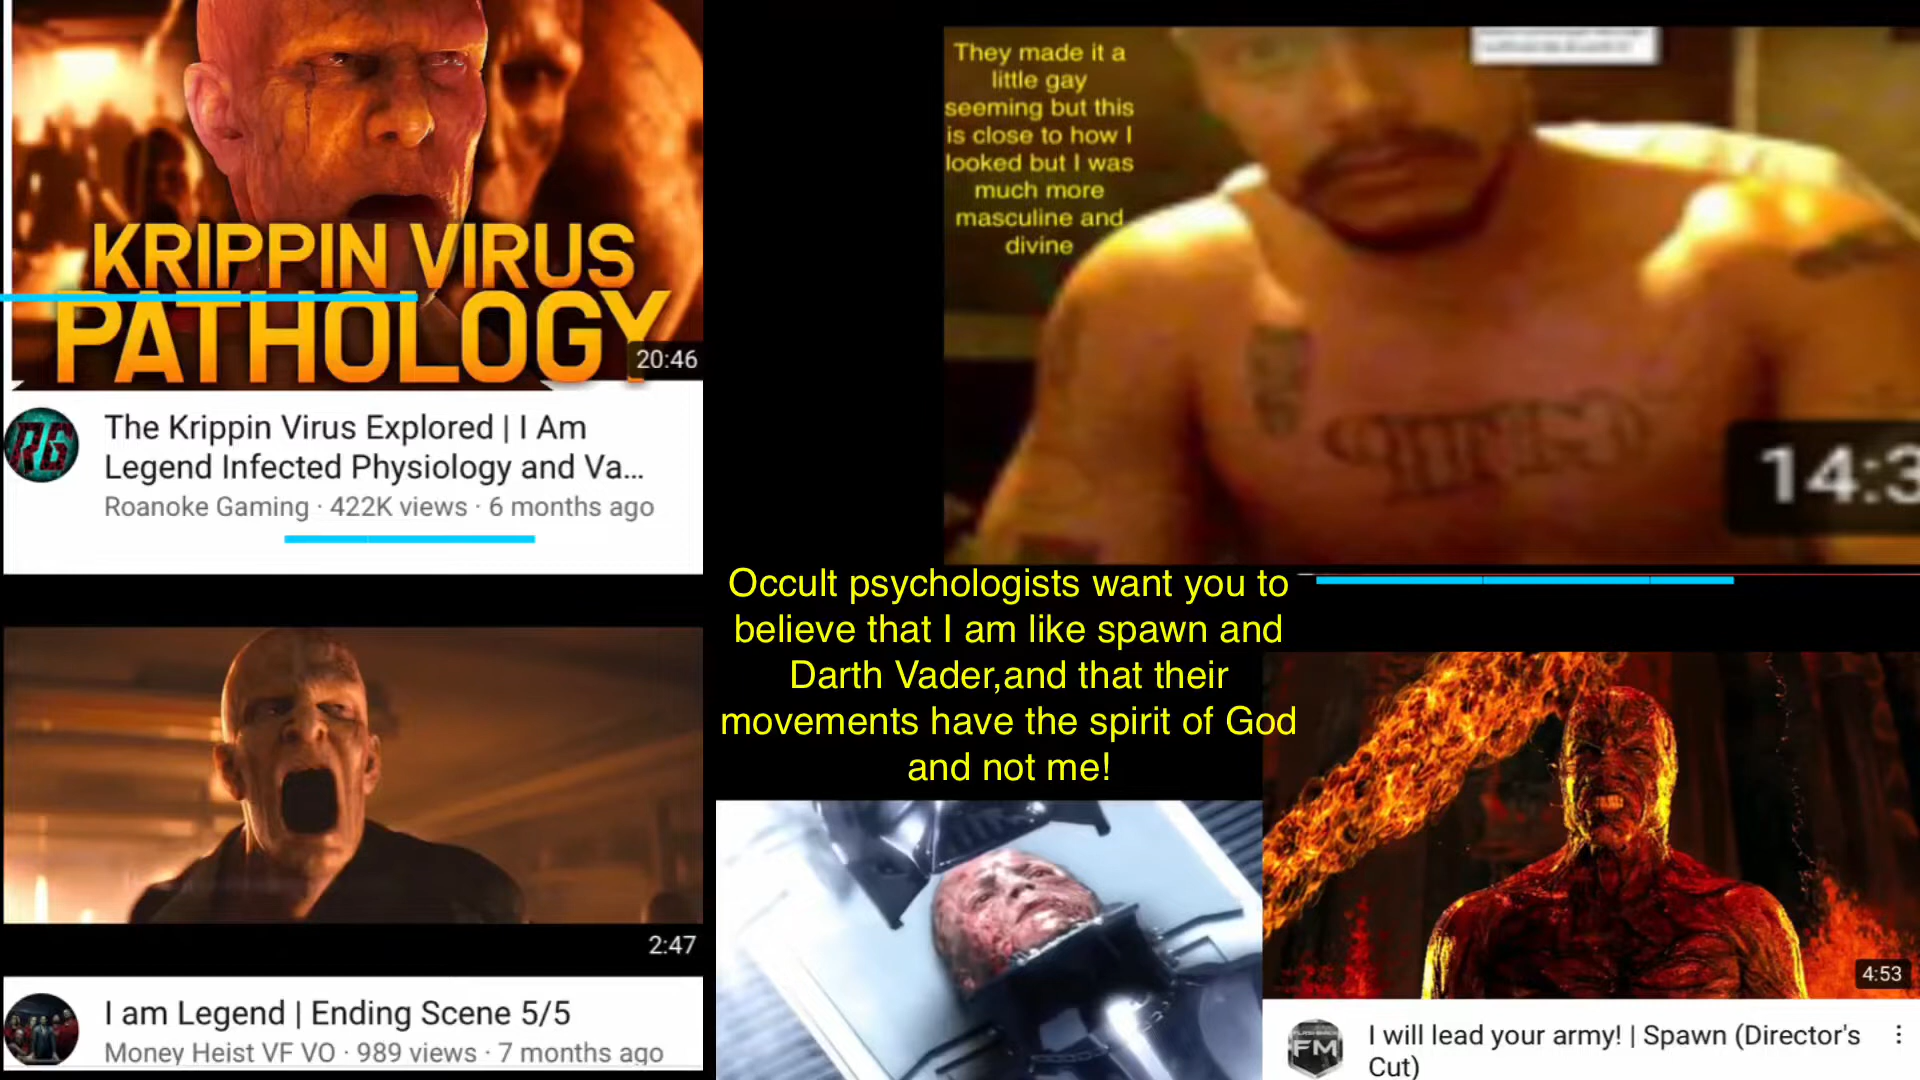 KRIPPIN VIRUS
PATHOLOGY
20:46
RG
The Krippin Virus Explored | I Am
Legend Infected Physiology and Va...
Roanoke Gaming · 422K views · 6 months ago
They made it a
little gay
seeming but this
is close to how I
looked but I was
much more
masculine and
divine
14:3
Occult psychologists want you to
believe that I am like spawn and
Darth Vader,and that their
movements have the spirit of God
and not me!
2:47
I am Legend | Ending Scene 5/5
Money Heist VF VO · 989 views · 7 months ago
4:53
FM
I will lead your army! | Spawn (Director's
Cut)